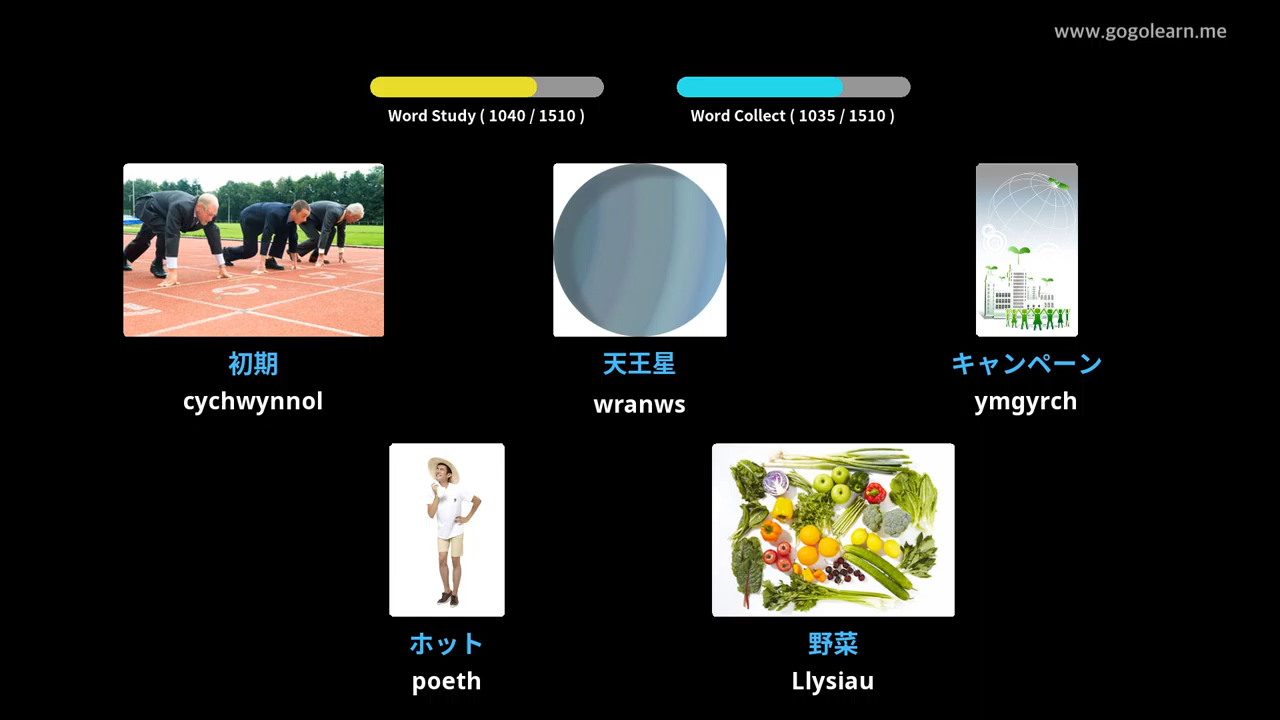 www.gogolearn.me
Word Study ( 1040 / 1510 )
Word Collect ( 1035 / 1510 )
初期
cychwynnol
天王星
wranws
キャンペーン
ymgyrch
ホット
poeth
野菜
Llysiau